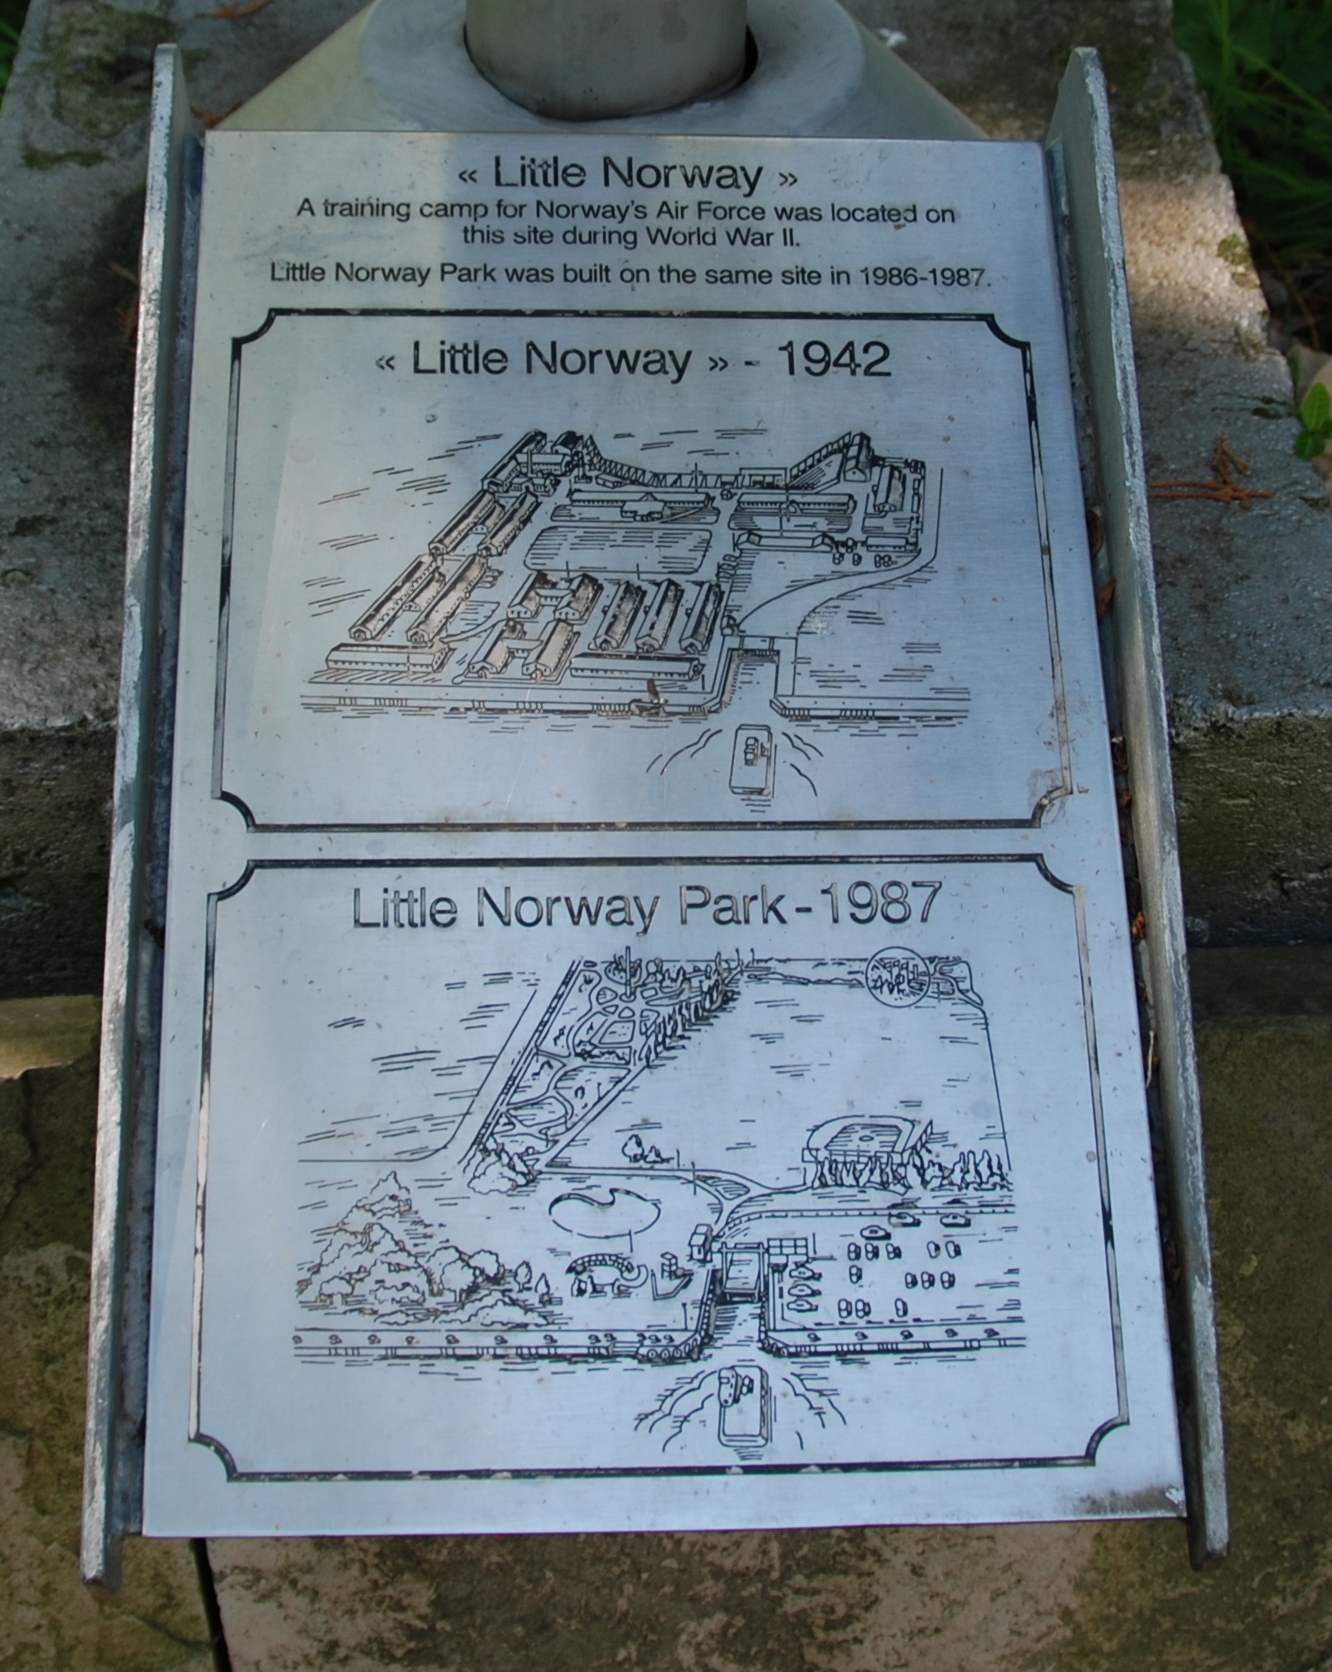 « Little Norway »
A training camp for Norway's Air Force was located on
this site during World War II.
Little Norway Park was built on the same site in 1986-1987.
« Little Norway » - 1942
Little Norway Park - 1987